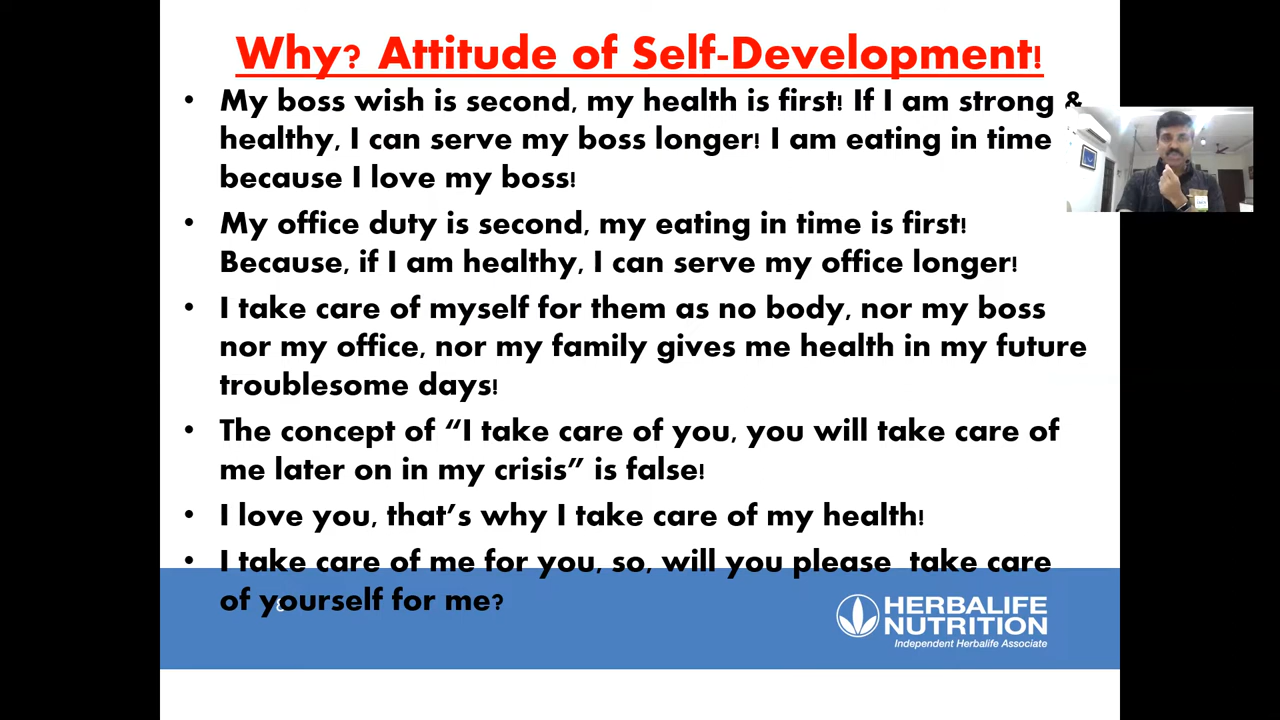 Why? Attitude of Self-Development!
• My boss wish is second, my health is first! If I am strong &
healthy, I can serve my boss longer! I am eating in time
because I love my boss!
• My office duty is second, my eating in time is first!
Because, if I am healthy, I can serve my office longer!
• I take care of myself for them as no body, nor my boss
nor my office, nor my family gives me health in my future
troublesome days!
• The concept of “I take care of you, you will take care of
me later on in my crisis” is false!
• I love you, that’s why I take care of my health!
• I take care of me for you, so, will you please  take care
of yourself for me?
HERBALIFE
NUTRITION
Independent Herbalife Associate